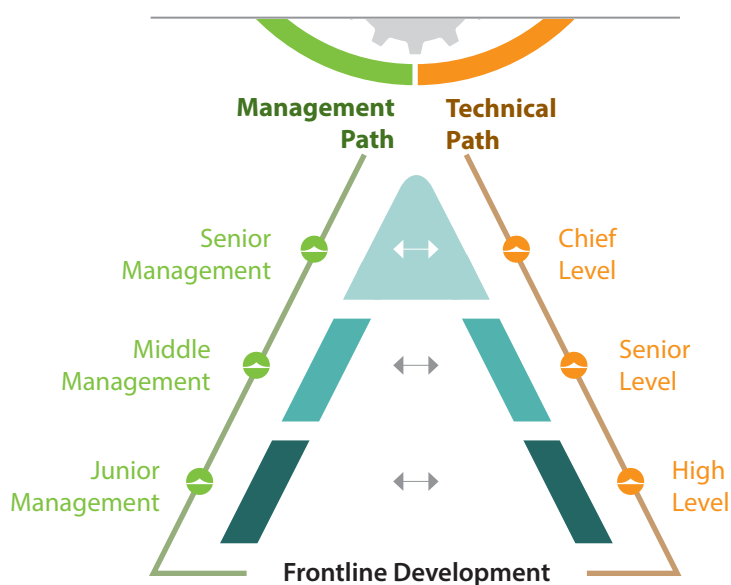 Management
Path
Technical
Path
Senior
Management
Chief
Level
Middle
Management
Senior
Level
Junior
Management
High
Level
Frontline Development